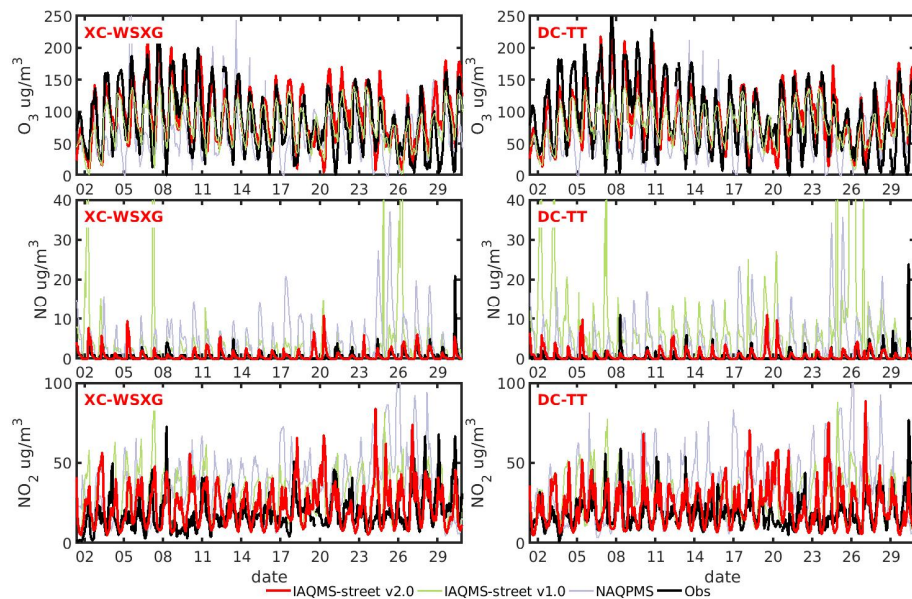 XC-WSXG
O3 ug/m3
250
200
150
100
50
0
02 05 08 11 14 17 20 23 26 29
DC-TT
O3 ug/m3
250
200
150
100
50
0
02 05 08 11 14 17 20 23 26 29
XC-WSXG
NO ug/m3
40
30
20
10
0
02 05 08 11 14 17 20 23 26 29
DC-TT
NO ug/m3
40
30
20
10
0
02 05 08 11 14 17 20 23 26 29
XC-WSXG
NO2 ug/m3
100
50
0
02 05 08 11 14 17 20 23 26 29
date
DC-TT
NO2 ug/m3
100
50
0
02 05 08 11 14 17 20 23 26 29
date
IAQMS-street v2.0 IAQMS-street v1.0 NAQPMS Obs